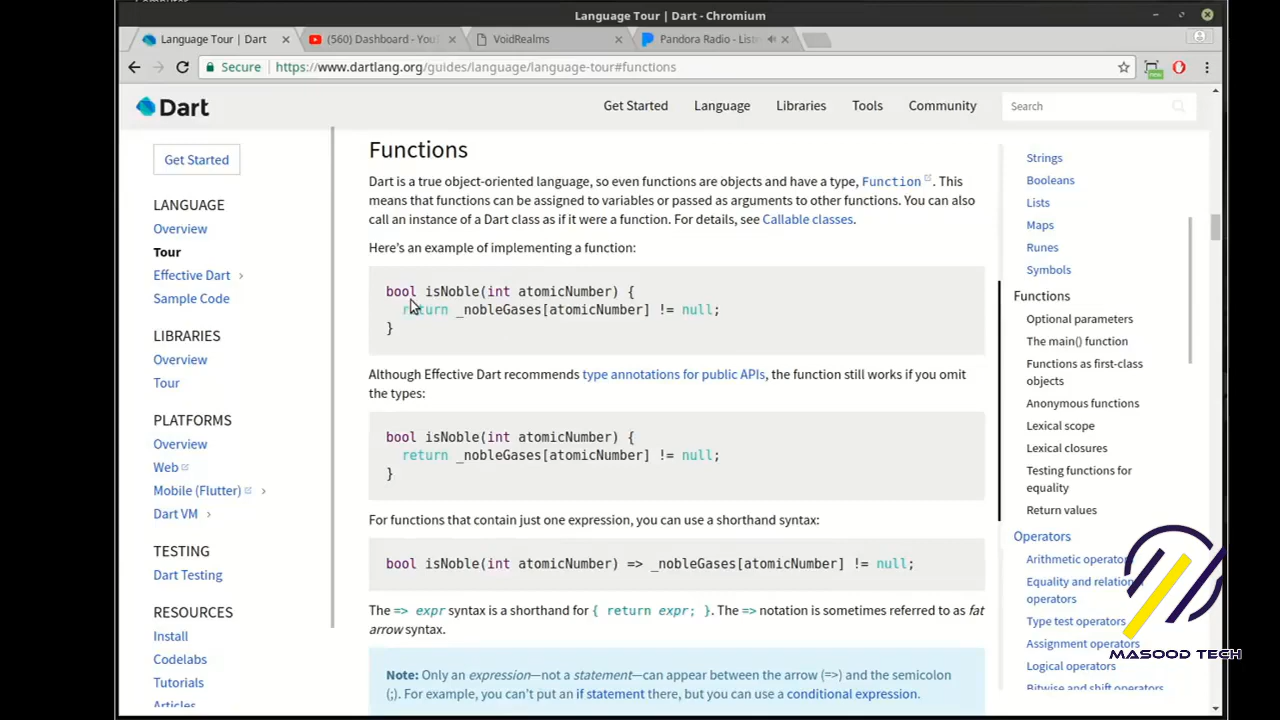 Language Tour | Dart - Chromium
Language Tour | Dart
(560) Dashboard - You
VoidRealms
Pandora Radio - List
Secure
https://www.dartlang.org/guides/language/language-tour#functions
new
Dart
Get Started
Language
Libraries
Tools
Community
Search
Get Started
LANGUAGE
Overview
Tour
Effective Dart
Sample Code
LIBRARIES
Overview
Tour
PLATFORMS
Overview
Web
Mobile (Flutter)
Dart VM
TESTING
Dart Testing
RESOURCES
Install
Codelabs
Tutorials
Articles
Functions
Dart is a true object-oriented language, so even functions are objects and have a type, Function. This
means that functions can be assigned to variables or passed as arguments to other functions. You can also
call an instance of a Dart class as if it were a function. For details, see Callable classes.
Here’s an example of implementing a function:
bool isNoble(int atomicNumber) {
return _nobleGases[atomicNumber] != null;
}
Although Effective Dart recommends type annotations for public APIs, the function still works if you omit
the types:
bool isNoble(int atomicNumber) {
return _nobleGases[atomicNumber] != null;
}
For functions that contain just one expression, you can use a shorthand syntax:
bool isNoble(int atomicNumber) => _nobleGases[atomicNumber] != null;
The => expr syntax is a shorthand for { return expr; }. The => notation is sometimes referred to as fat
arrow syntax.
Note: Only an expression—not a statement—can appear between the arrow (=>) and the semicolon
(;). For example, you can’t put an if statement there, but you can use a conditional expression.
Strings
Booleans
Lists
Maps
Runes
Symbols
Functions
Optional parameters
The main() function
Functions as first-class
objects
Anonymous functions
Lexical scope
Lexical closures
Testing functions for
equality
Return values
Operators
Arithmetic operators
Equality and relational
operators
Type test operators
Assignment operators
Logical operators
Bitwise and shift operators
MASOOD TECH